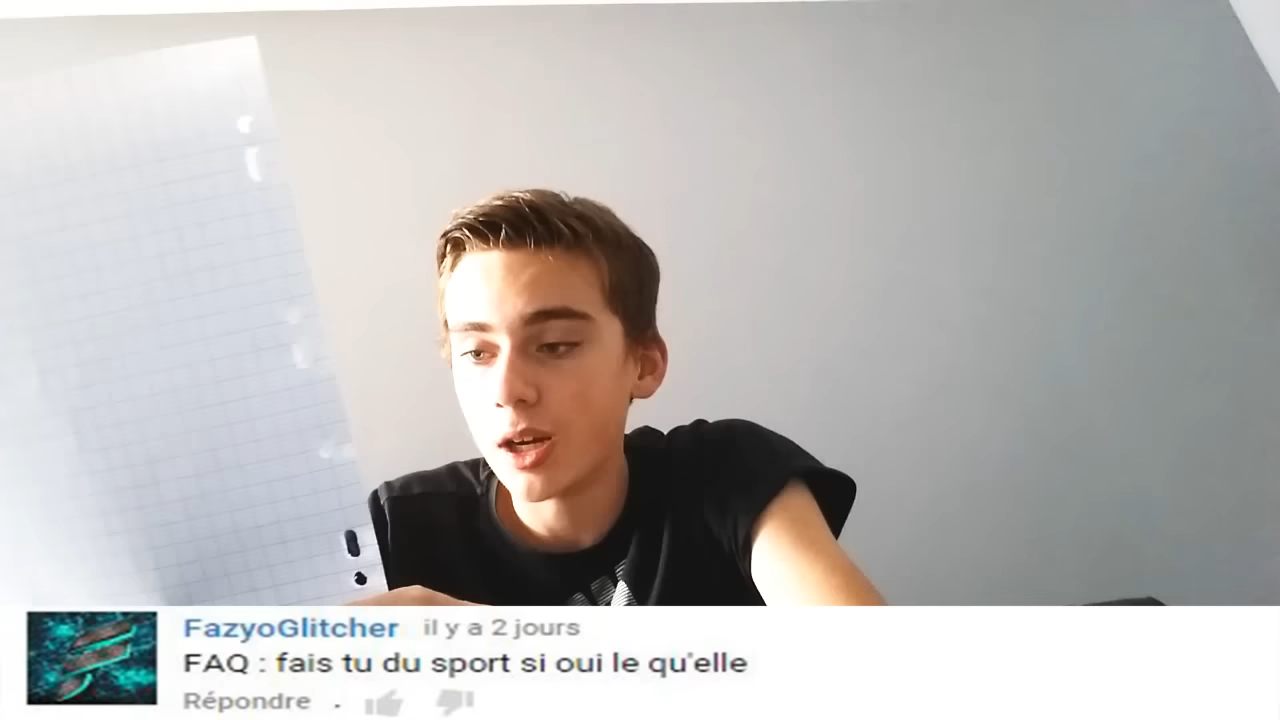 FazyoGlitcher il y a 2 jours
FAQ : fais tu du sport si oui le qu'elle
Répondre .